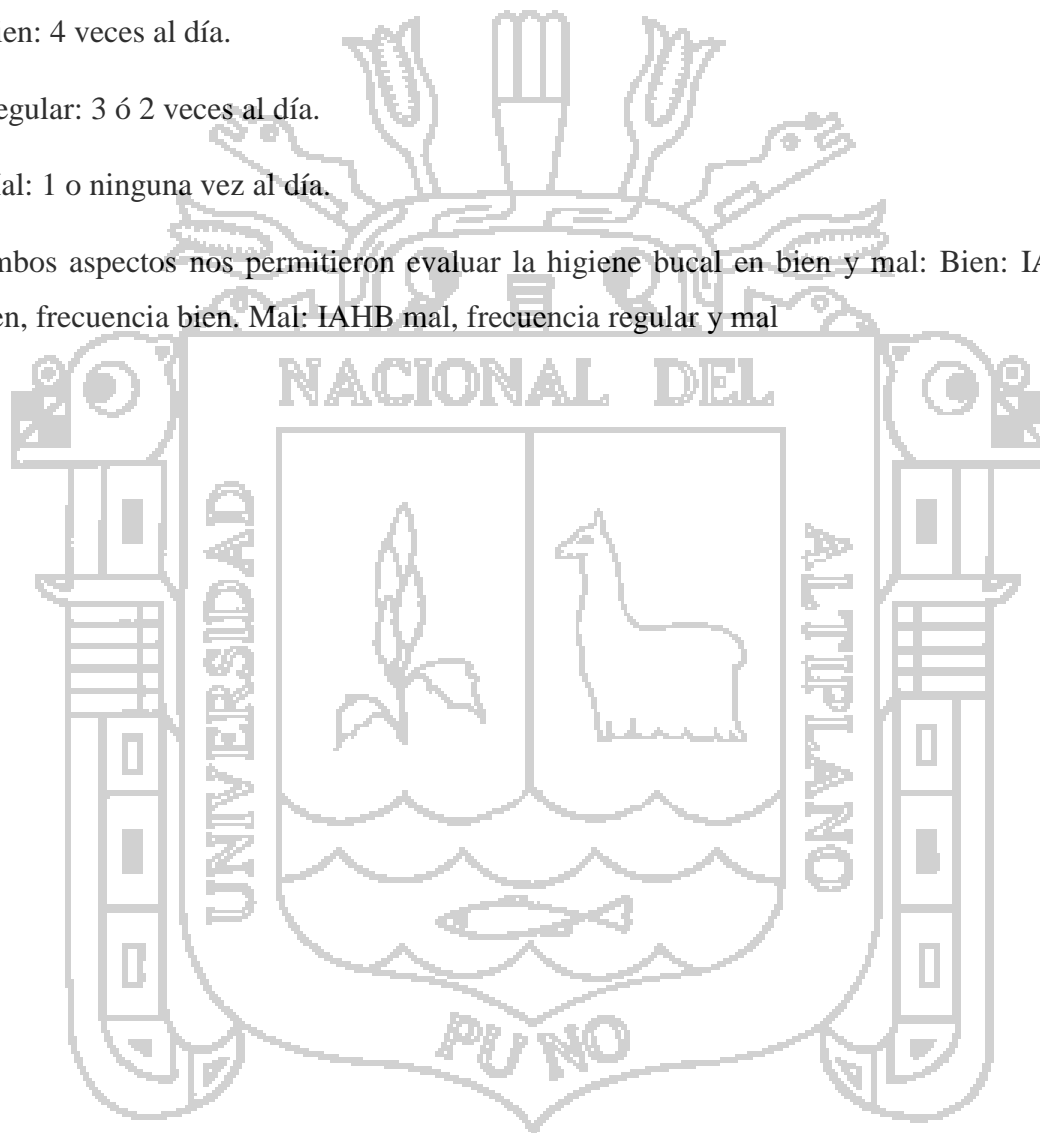 ien: 4 veces al día.
egular: 3 ó 2 veces al día.
al: 1 o ninguna vez al día.
mbos aspectos nos permitieron evaluar la higiene bucal en bien y mal: Bien: IA
en, frecuencia bien. Mal: IAHB mal, frecuencia regular y mal
NACIONAL DEL
UNIVERSIDAD
ALTIPLANO
PUNO